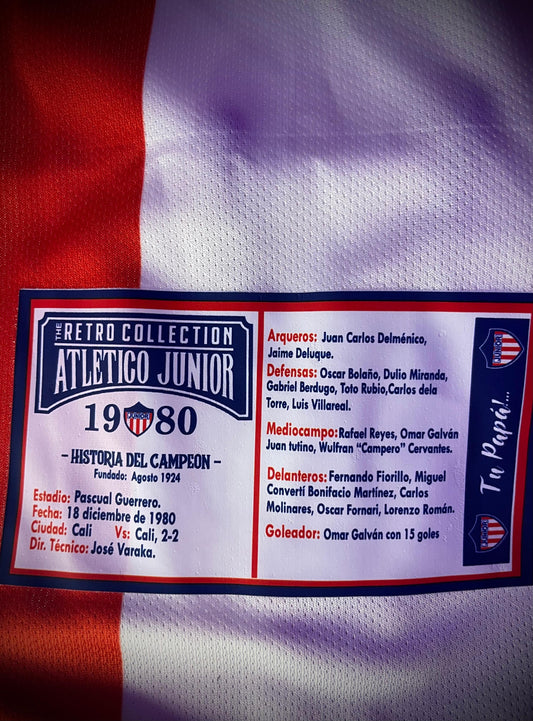 THE RETRO COLLECTION
ATLETICO JUNIOR
1980
JUNIOR
- HISTORIA DEL CAMPEON -
Fundado: Agosto 1924
Estadio: Pascual Guerrero.
Fecha: 18 diciembre de 1980
Ciudad: Cali Vs: Cali, 2-2
Dir. Técnico: José Varaka.
Arqueros: Juan Carlos Delménico,
Jaime Deluque.
Defensas: Oscar Bolaño, Dulio Miranda,
Gabriel Berdugo, Toto Rubio,Carlos dela
Torre, Luis Villareal.
Mediocampo:Rafael Reyes, Omar Galván
Juan tutino, Wulfran "Campero" Cervantes.
Delanteros: Fernando Fiorillo, Miguel
Convertí Bonifacio Martínez, Carlos
Molinares, Oscar Fornari, Lorenzo Román.
Goleador: Omar Galván con 15 goles
JUNIOR
Tu Papá!...
JUNIOR